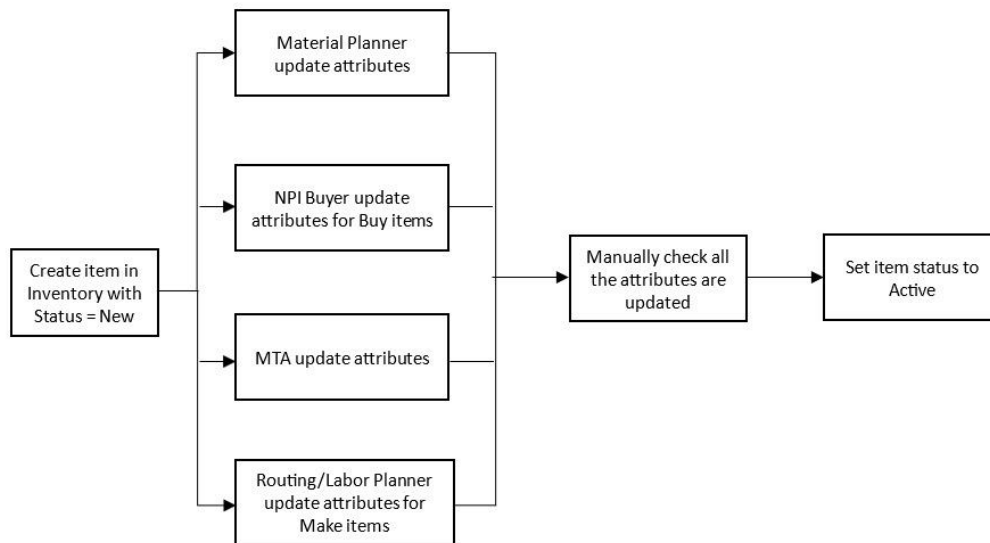 Material Planner
update attributes
NPI Buyer update
attributes for Buy items
Create item in
Inventory with
Status = New
MTA update attributes
Routing/Labor Planner
update attributes for
Make items
Manually check all
the attributes are
updated
Set item status to
Active